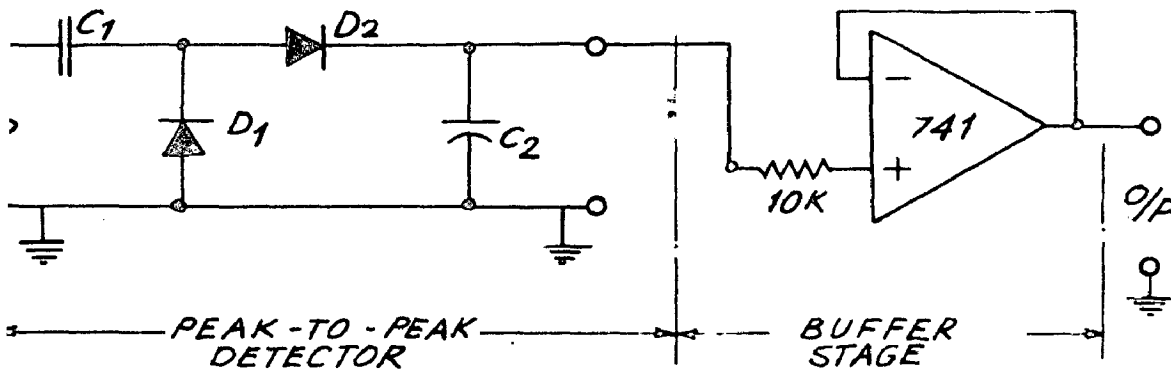 C1
D2
D1
C2
741
-
+
10K
O/P
PEAK-TO-PEAK
DETECTOR
BUFFER
STAGE